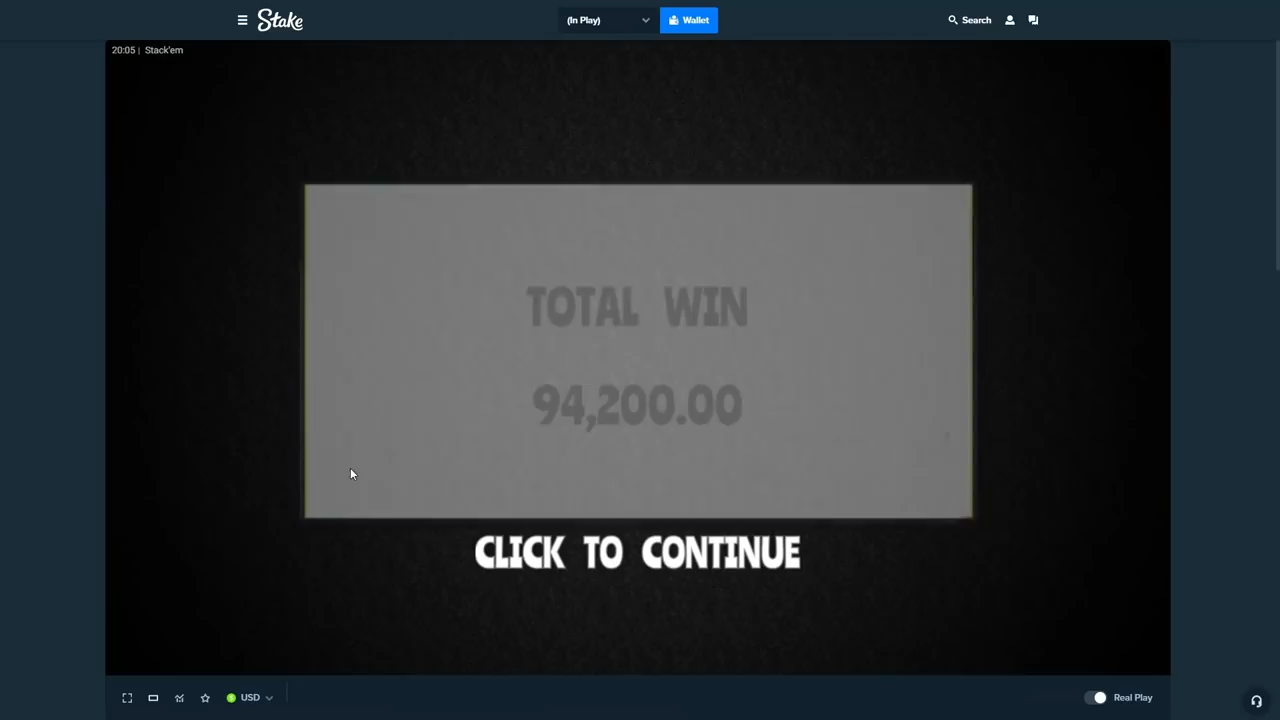 Stake
(In Play)
Wallet
Search
20:05 | Stack'em
TOTAL WIN
94,200.00
CLICK TO CONTINUE
USD
Real Play